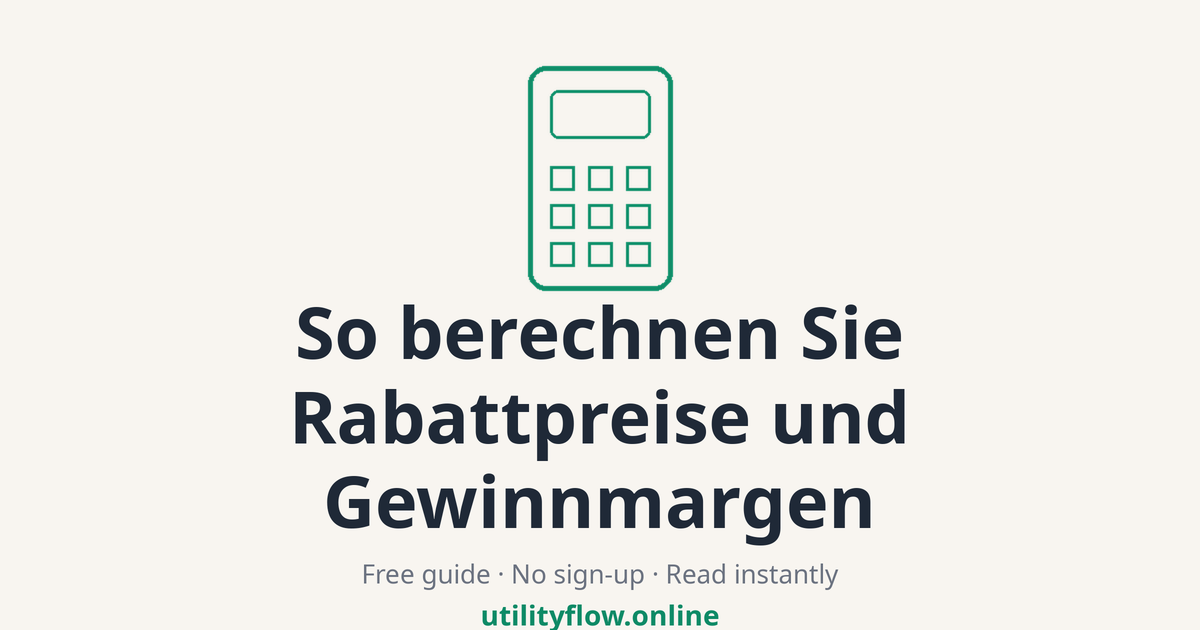 So berechnen Sie
Rabattpreise und
Gewinnmargen
Free guide · No sign-up · Read instantly
utilityflow.online